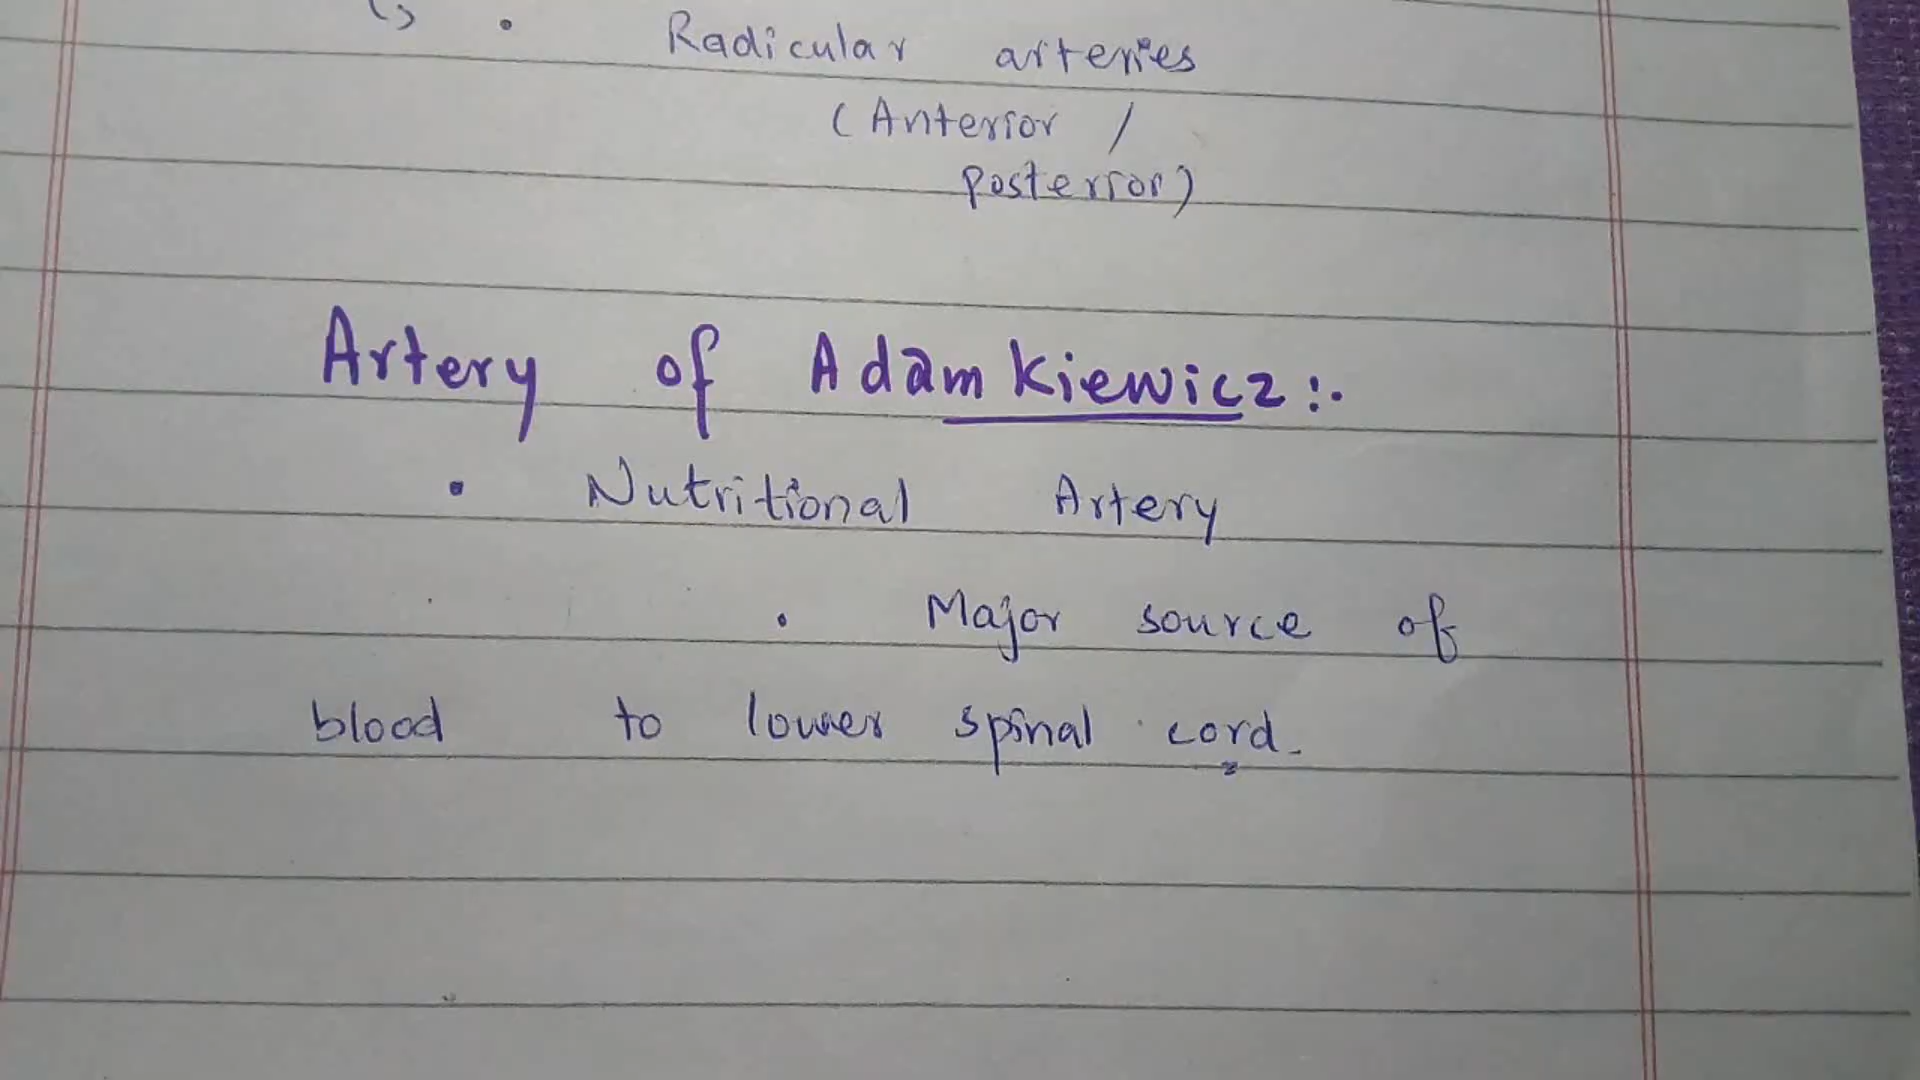 • Radicular arteries
(Anterior /
posterior)
Artery of Adamkiewicz:.
• Nutritional Artery
• Major source of
blood to lower spinal cord.